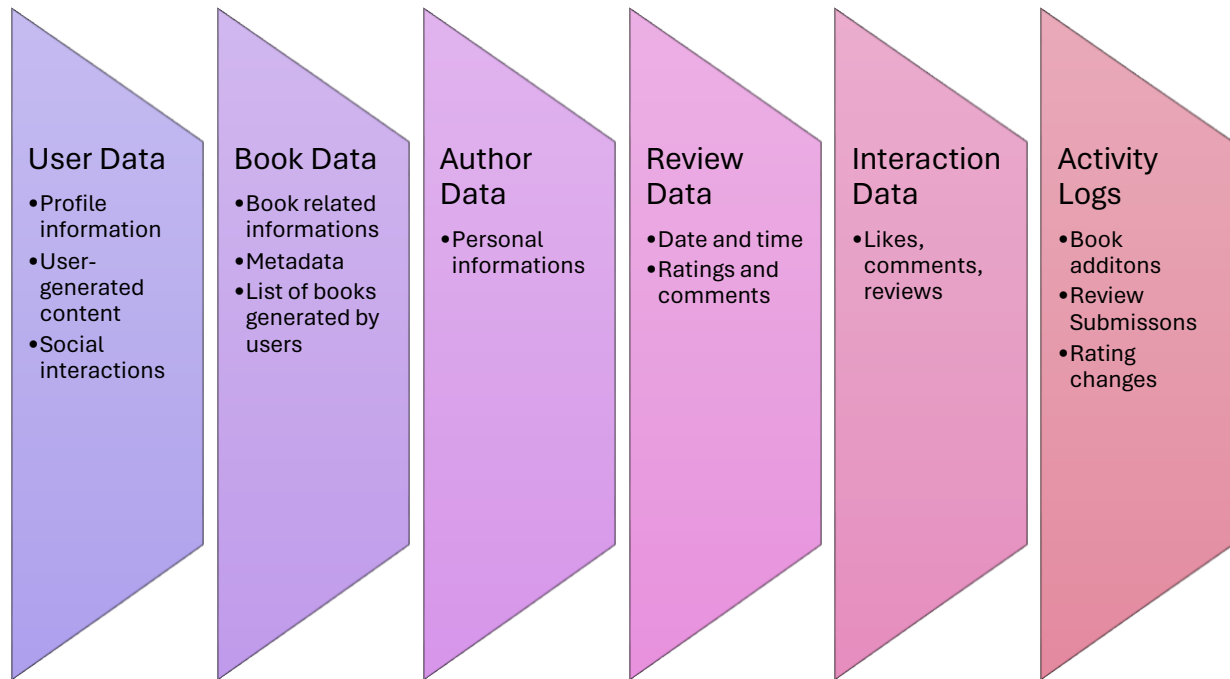 User Data
•Profile
information
•User-
generated
content
•Social
interactions
Book Data
•Book related
informations
•Metadata
•List of books
generated by
users
Author
Data
•Personal
informations
Review
Data
•Date and time
•Ratings and
comments
Interaction
Data
•Likes,
comments,
reviews
Activity
Logs
•Book
additons
•Review
Submissons
•Rating
changes